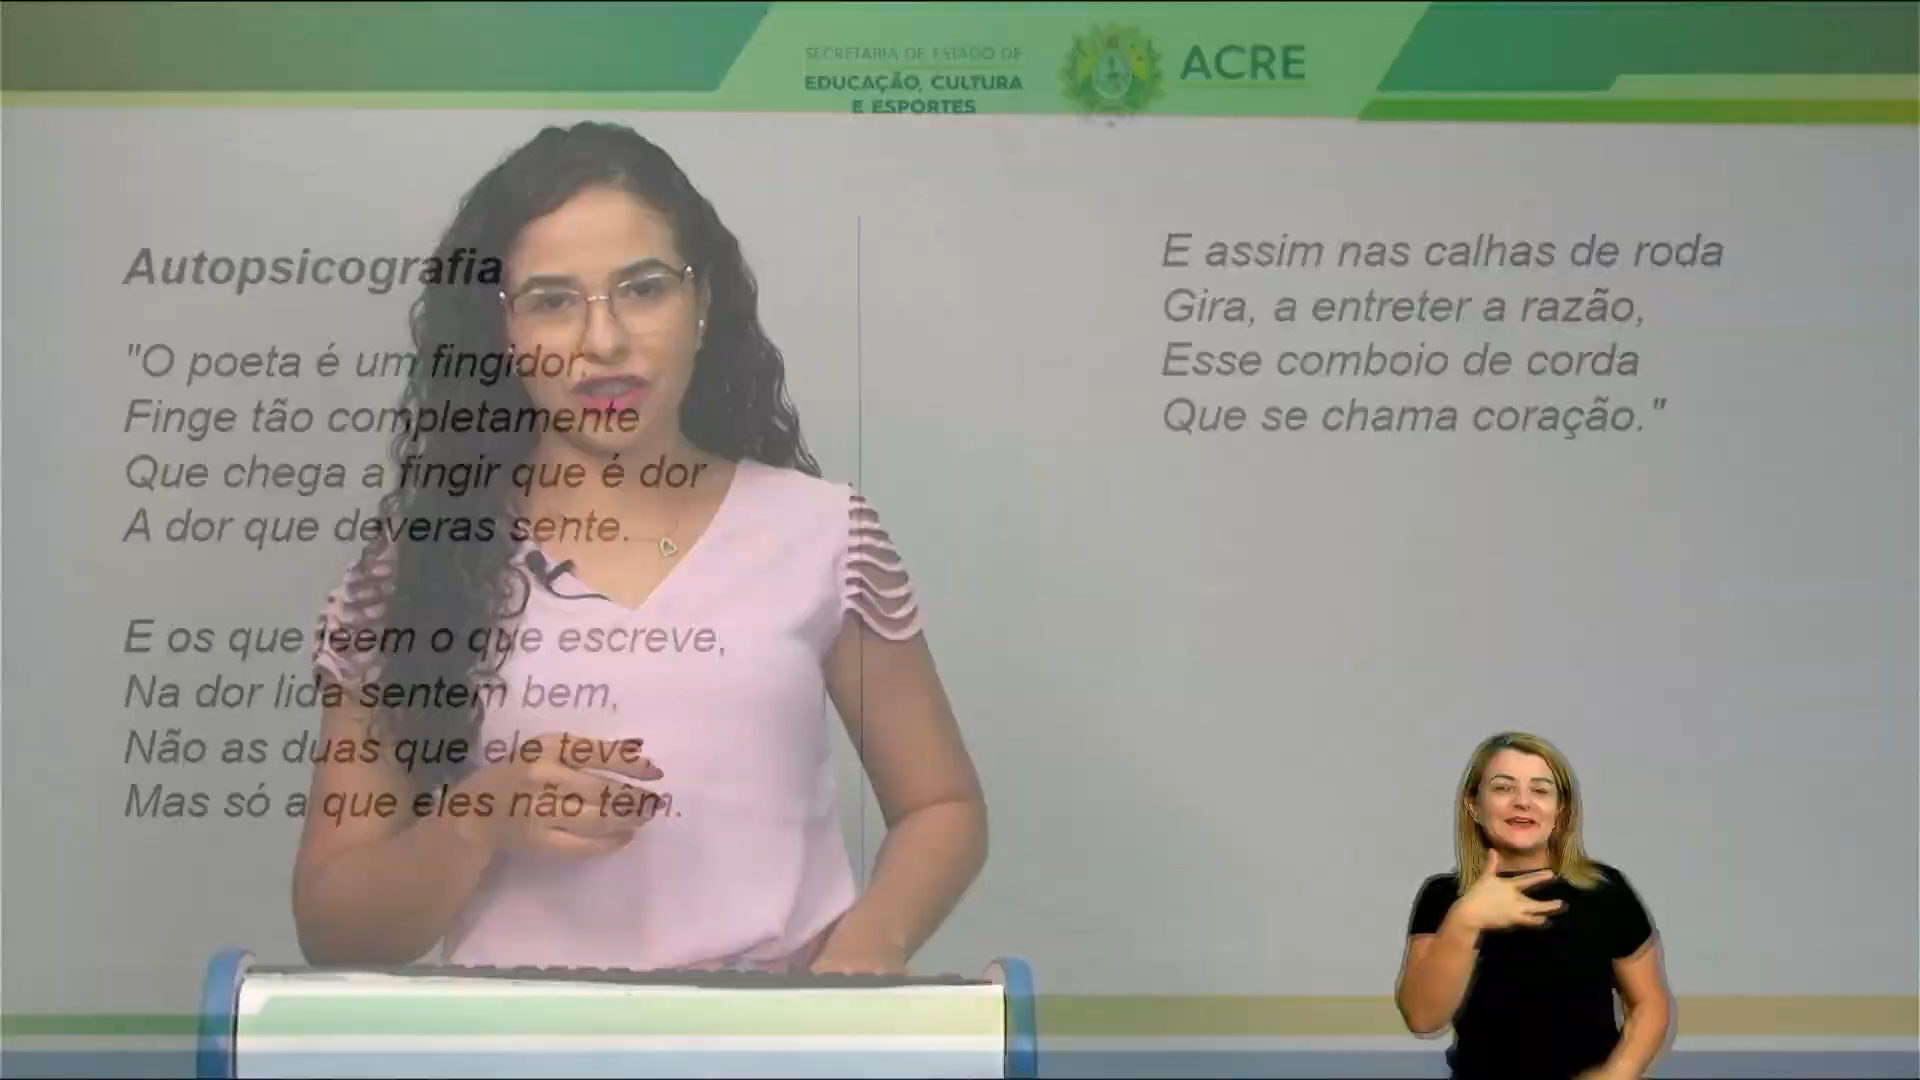 SECRETARIA DE ESTADO DE
EDUCAÇÃO, CULTURA
E ESPORTES
ACRE
Autopsicografia
"O poeta é um fingidor.
Finge tão completamente
Que chega a fingir que é dor
A dor que deveras sente.
E os que leem o que escreve,
Na dor lida sentem bem,
Não as duas que ele teve,
Mas só a que eles não têm.
E assim nas calhas de roda
Gira, a entreter a razão,
Esse comboio de corda
Que se chama coração."